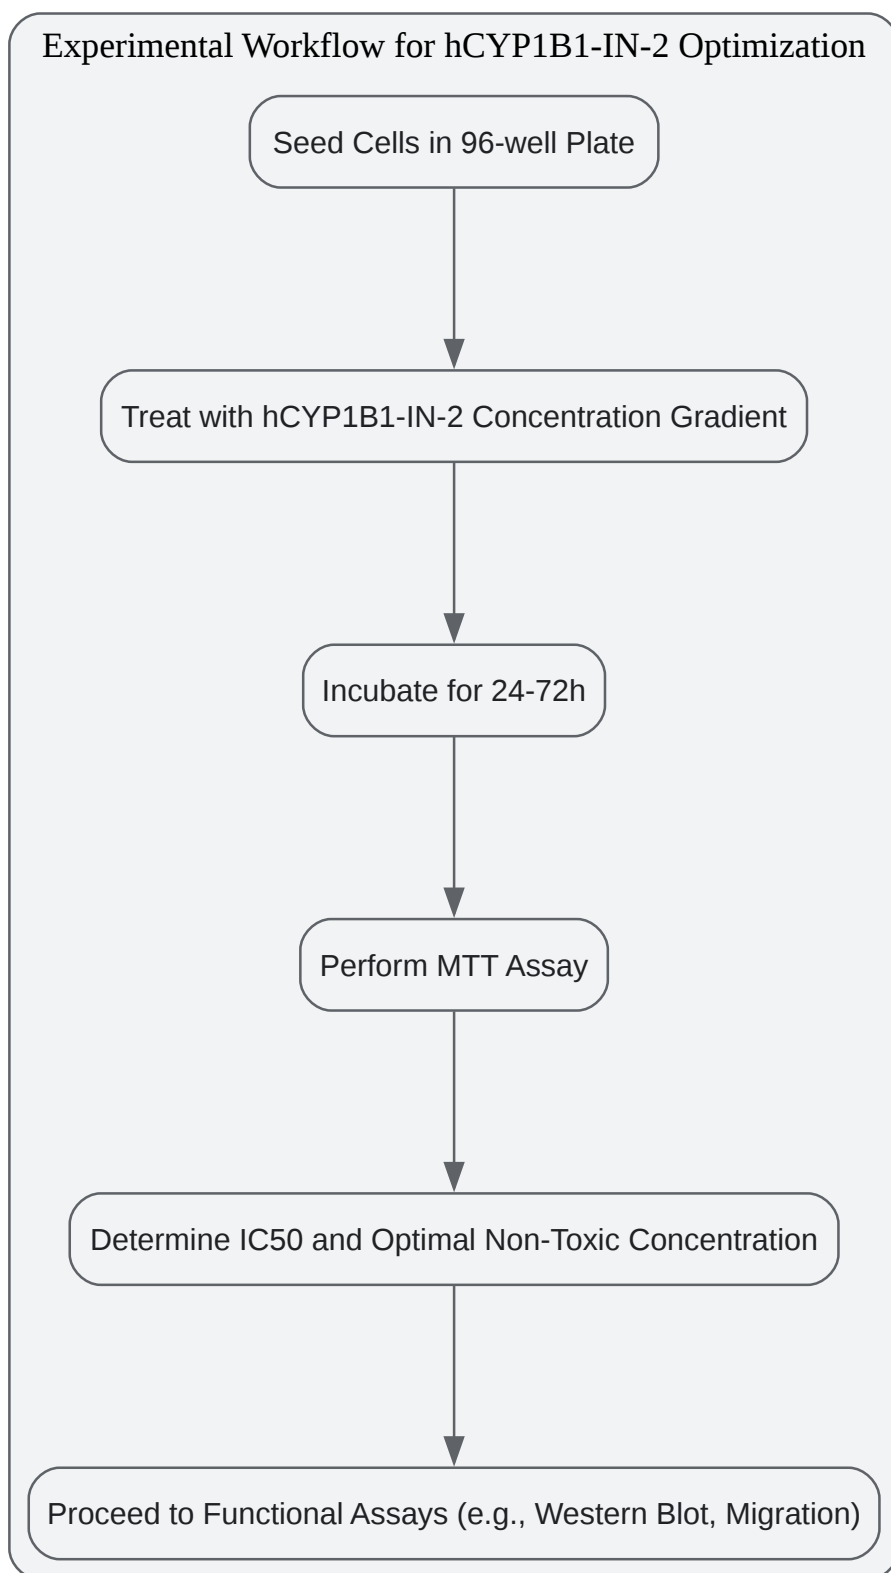 Experimental Workflow for hCYP1B1-IN-2 Optimization
Seed Cells in 96-well Plate
Treat with hCYP1B1-IN-2 Concentration Gradient
Incubate for 24-72h
Perform MTT Assay
Determine IC50 and Optimal Non-Toxic Concentration
Proceed to Functional Assays (e.g., Western Blot, Migration)